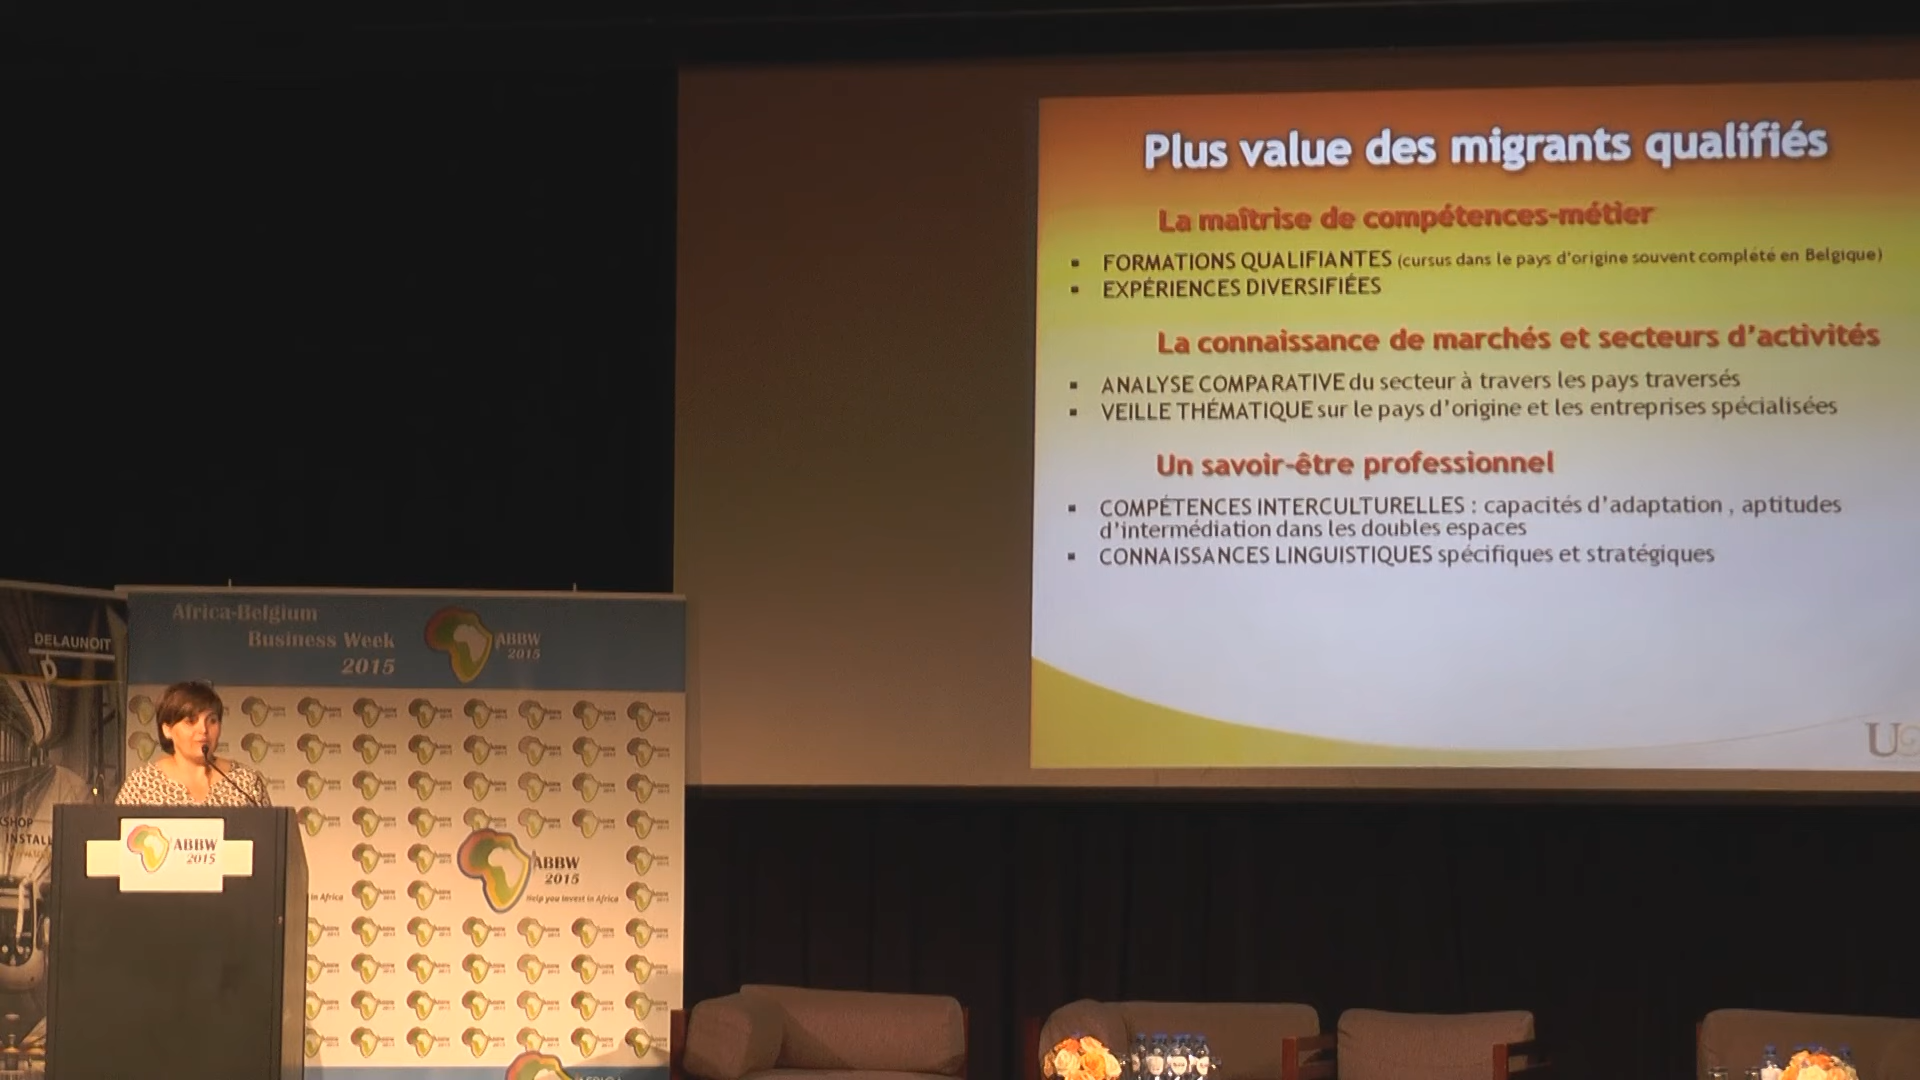 Plus value des migrants qualifiés
La maîtrise de compétences-métier
▪ FORMATIONS QUALIFIANTES (cursus dans le pays d'origine souvent complété en Belgique)
▪ EXPÉRIENCES DIVERSIFIÉES
La connaissance de marchés et secteurs d'activités
▪ ANALYSE COMPARATIVE du secteur à travers les pays traversés
▪ VEILLE THÉMATIQUE sur le pays d'origine et les entreprises spécialisées
Un savoir-être professionnel
▪ COMPÉTENCES INTERCULTURELLES : capacités d'adaptation , aptitudes
d'intermédiation dans les doubles espaces
▪ CONNAISSANCES LINGUISTIQUES spécifiques et stratégiques
Africa-Belgium
Business Week
2015
ABBW
2015
DELAUNOIT
D
INSTALL
ABBW
2015
ABBW
2015
Help you invest in Africa
in Africa